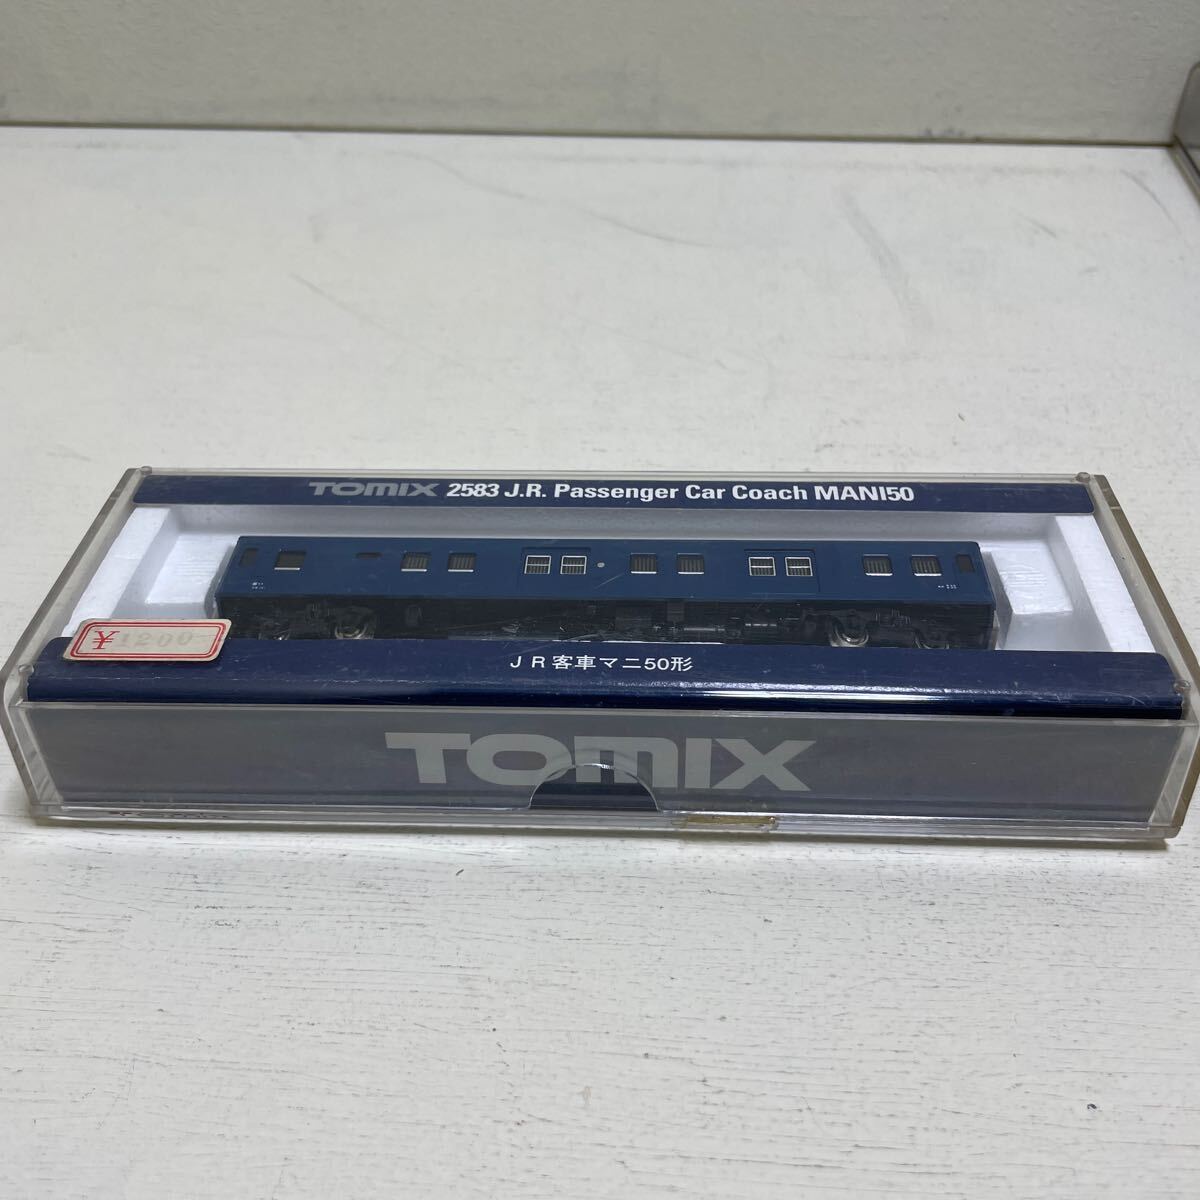 TOMIX 2583 J.R. Passenger Car Coach MANI50
¥1200-
JR客車マニ50形
TOMIX